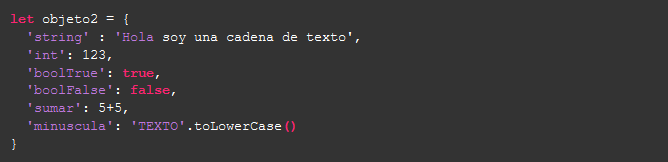 let objeto2 = {
  'string' : 'Hola soy una cadena de texto',
  'int': 123,
  'boolTrue': true,
  'boolFalse': false,
  'sumar': 5+5,
  'minuscula': 'TEXTO'.toLowerCase()
}